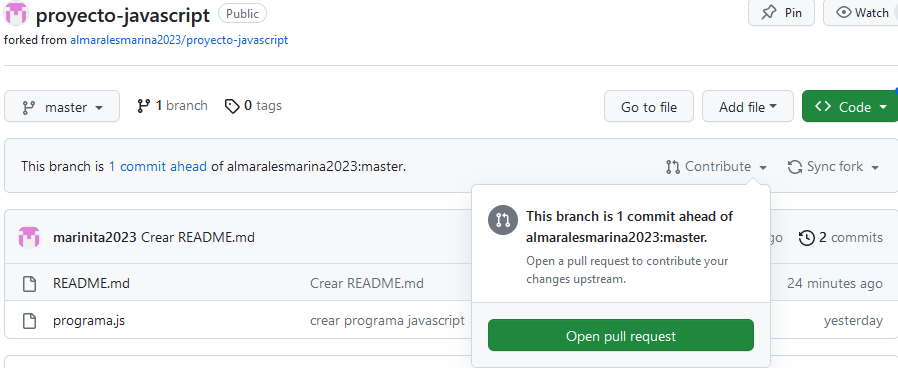 proyecto-javascript Public Pin Watch
forked from almaralesmarina2023/proyecto-javascript
master 1 branch 0 tags Go to file Add file Code
This branch is 1 commit ahead of almaralesmarina2023:master. Contribute Sync fork
This branch is 1 commit ahead of
almaralesmarina2023:master.
Open a pull request to contribute your
changes upstream.
Open pull request
marinita2023 Crear README.md go 2 commits
README.md Crear README.md 24 minutes ago
programa.js crear programa javascript yesterday